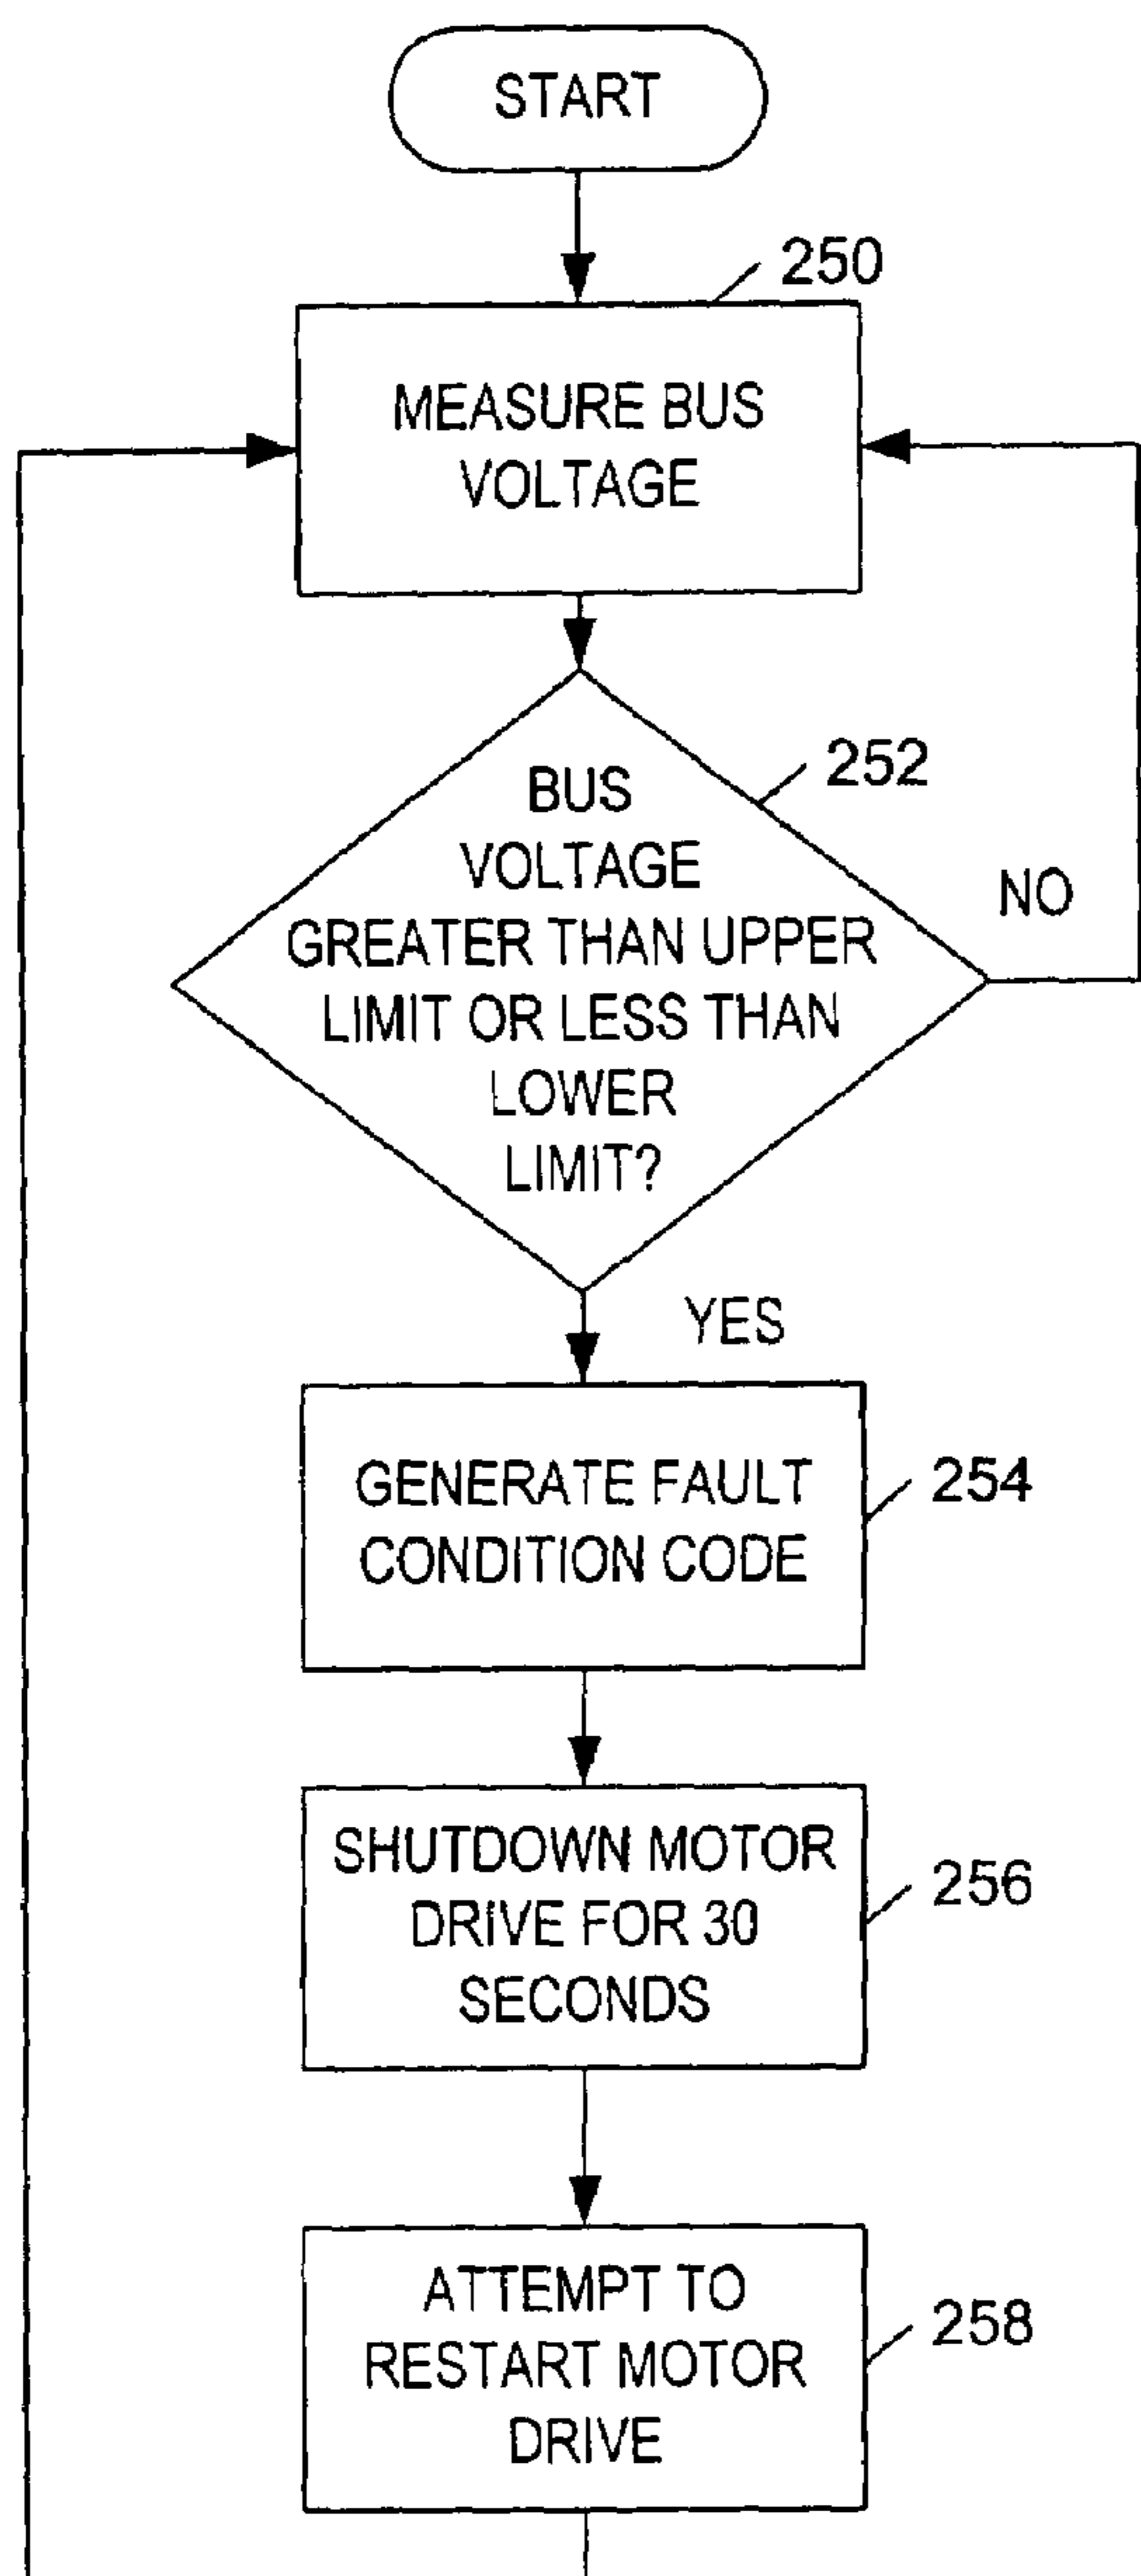 START
250
MEASURE BUS
VOLTAGE
252
BUS
VOLTAGE
GREATER THAN UPPER
LIMIT OR LESS THAN
LOWER
LIMIT?
NO
YES
GENERATE FAULT
CONDITION CODE
254
SHUTDOWN MOTOR
DRIVE FOR 30
SECONDS
256
ATTEMPT TO
RESTART MOTOR
DRIVE
258